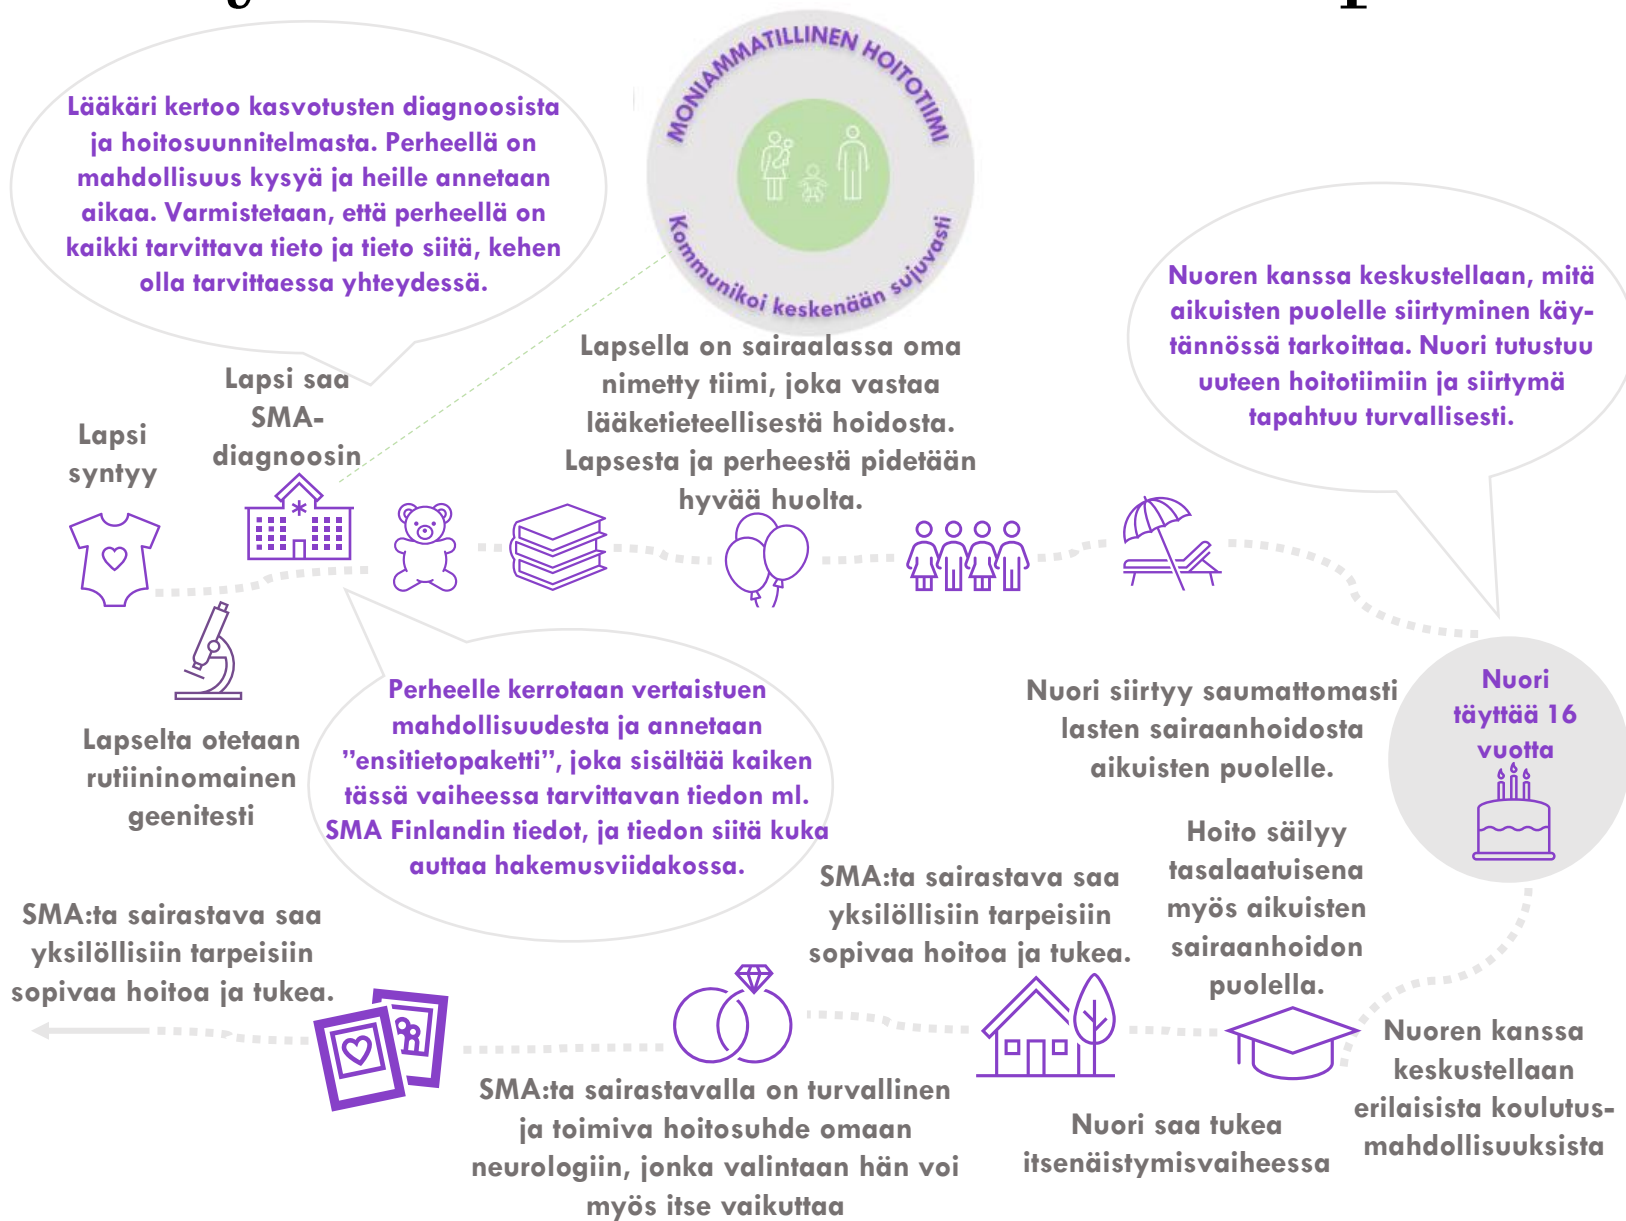 Lääkäri kertoo kasvotusten diagnoosista
ja hoitosuunnitelmasta. Perheellä on
mahdollisuus kysyä ja heille annetaan
aikaa. Varmistetaan, että perheellä on
kaikki tarvittava tieto ja tieto siitä, kehen
olla tarvittaessa yhteydessä.
MONIAMMATILLINEN HOITOTIIMI
Kommunikoi keskenään sujuvasti
Lapsella on sairaalassa oma
nimetty tiimi, joka vastaa
lääketieteellisestä hoidosta.
Lapsesta ja perheestä pidetään
hyvää huolta.
Nuoren kanssa keskustellaan, mitä
aikuisten puolelle siirtyminen käy-
tännössä tarkoittaa. Nuori tutustuu
uuteen hoitotiimiin ja siirtymä
tapahtuu turvallisesti.
Lapsi
syntyy
Lapsi saa
SMA-
diagnoosin
Lapselta otetaan
rutiininomainen
geenitesti
Perheelle kerrotaan vertaistuen
mahdollisuudesta ja annetaan
”ensitietopaketti”, joka sisältää kaiken
tässä vaiheessa tarvittavan tiedon ml.
SMA Finlandin tiedot, ja tiedon siitä kuka
auttaa hakemusviidakossa.
Nuori siirtyy saumattomasti
lasten sairaanhoidosta
aikuisten puolelle.
Nuori
täyttää 16
vuotta
Hoito säilyy
tasalaatuisena
myös aikuisten
sairaanhoidon
puolella.
Nuoren kanssa
keskustellaan
erilaisista koulutus-
mahdollisuuksista
Nuori saa tukea
itsenäistymisvaiheessa
SMA:ta sairastava saa
yksilöllisiin tarpeisiin
sopivaa hoitoa ja tukea.
SMA:ta sairastavalla on turvallinen
ja toimiva hoitosuhde omaan
neurologiin, jonka valintaan hän voi
myös itse vaikuttaa
SMA:ta sairastava saa
yksilöllisiin tarpeisiin
sopivaa hoitoa ja tukea.